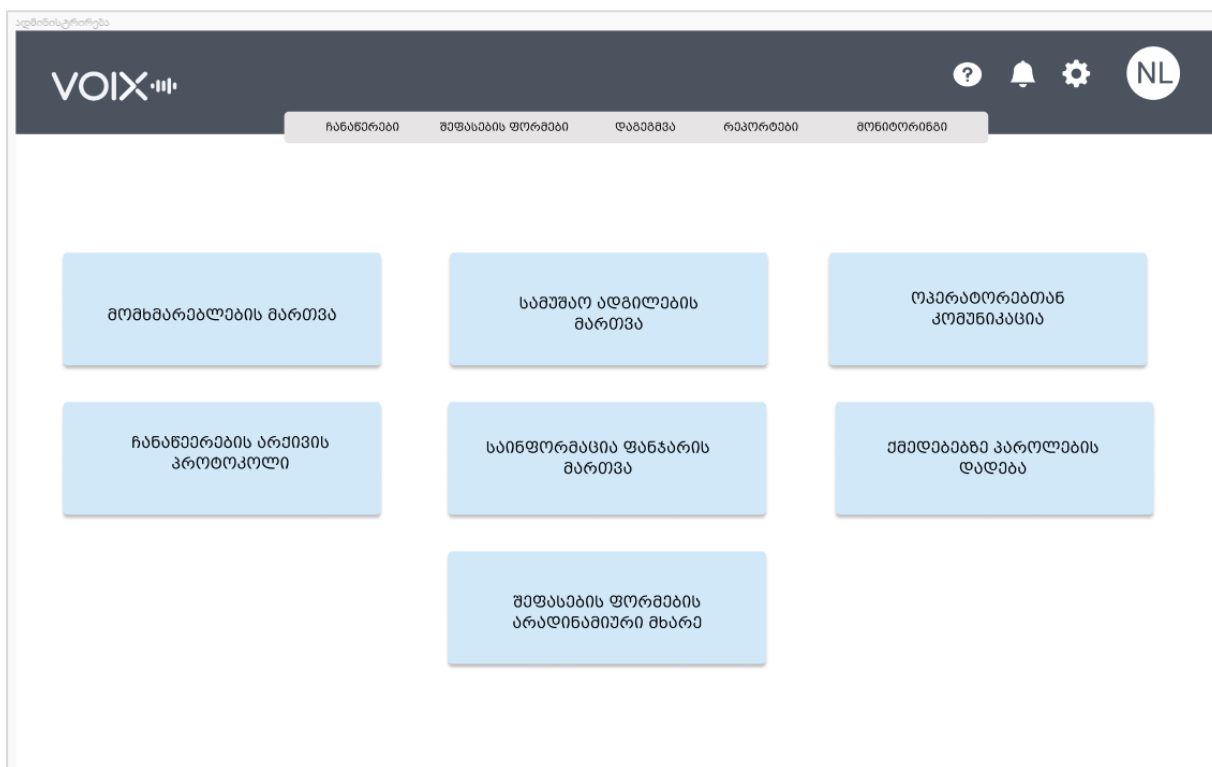 ადმინისტრირება
VOIX
?
NL
ჩანაწერები
შეფასების ფორმები
დაგეგმვა
რეპორტები
მონიტორინგი
მომხმარებლების მართვა
სამუშაო ადგილების
მართვა
ოპერატორებთან
კომუნიკაცია
ჩანაწეერების არქივის
პროტოკოლი
საინფორმაცია ფანჯარის
მართვა
ქმედებებზე პაროლების
დადება
შეფასების ფორმების
არადინამიური მხარე